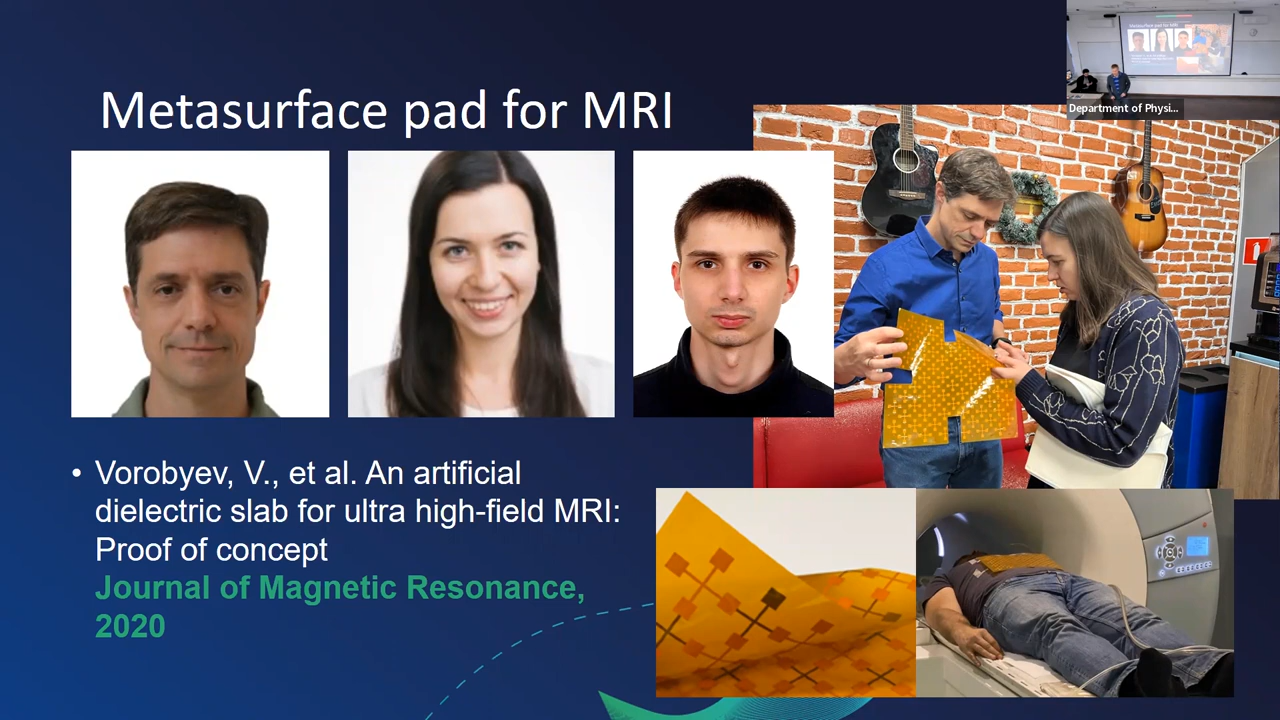 Metasurface pad for MRI
Department of Physi...
• Vorobyev, V., et al. An artificial
dielectric slab for ultra high-field MRI:
Proof of concept
Journal of Magnetic Resonance,
2020